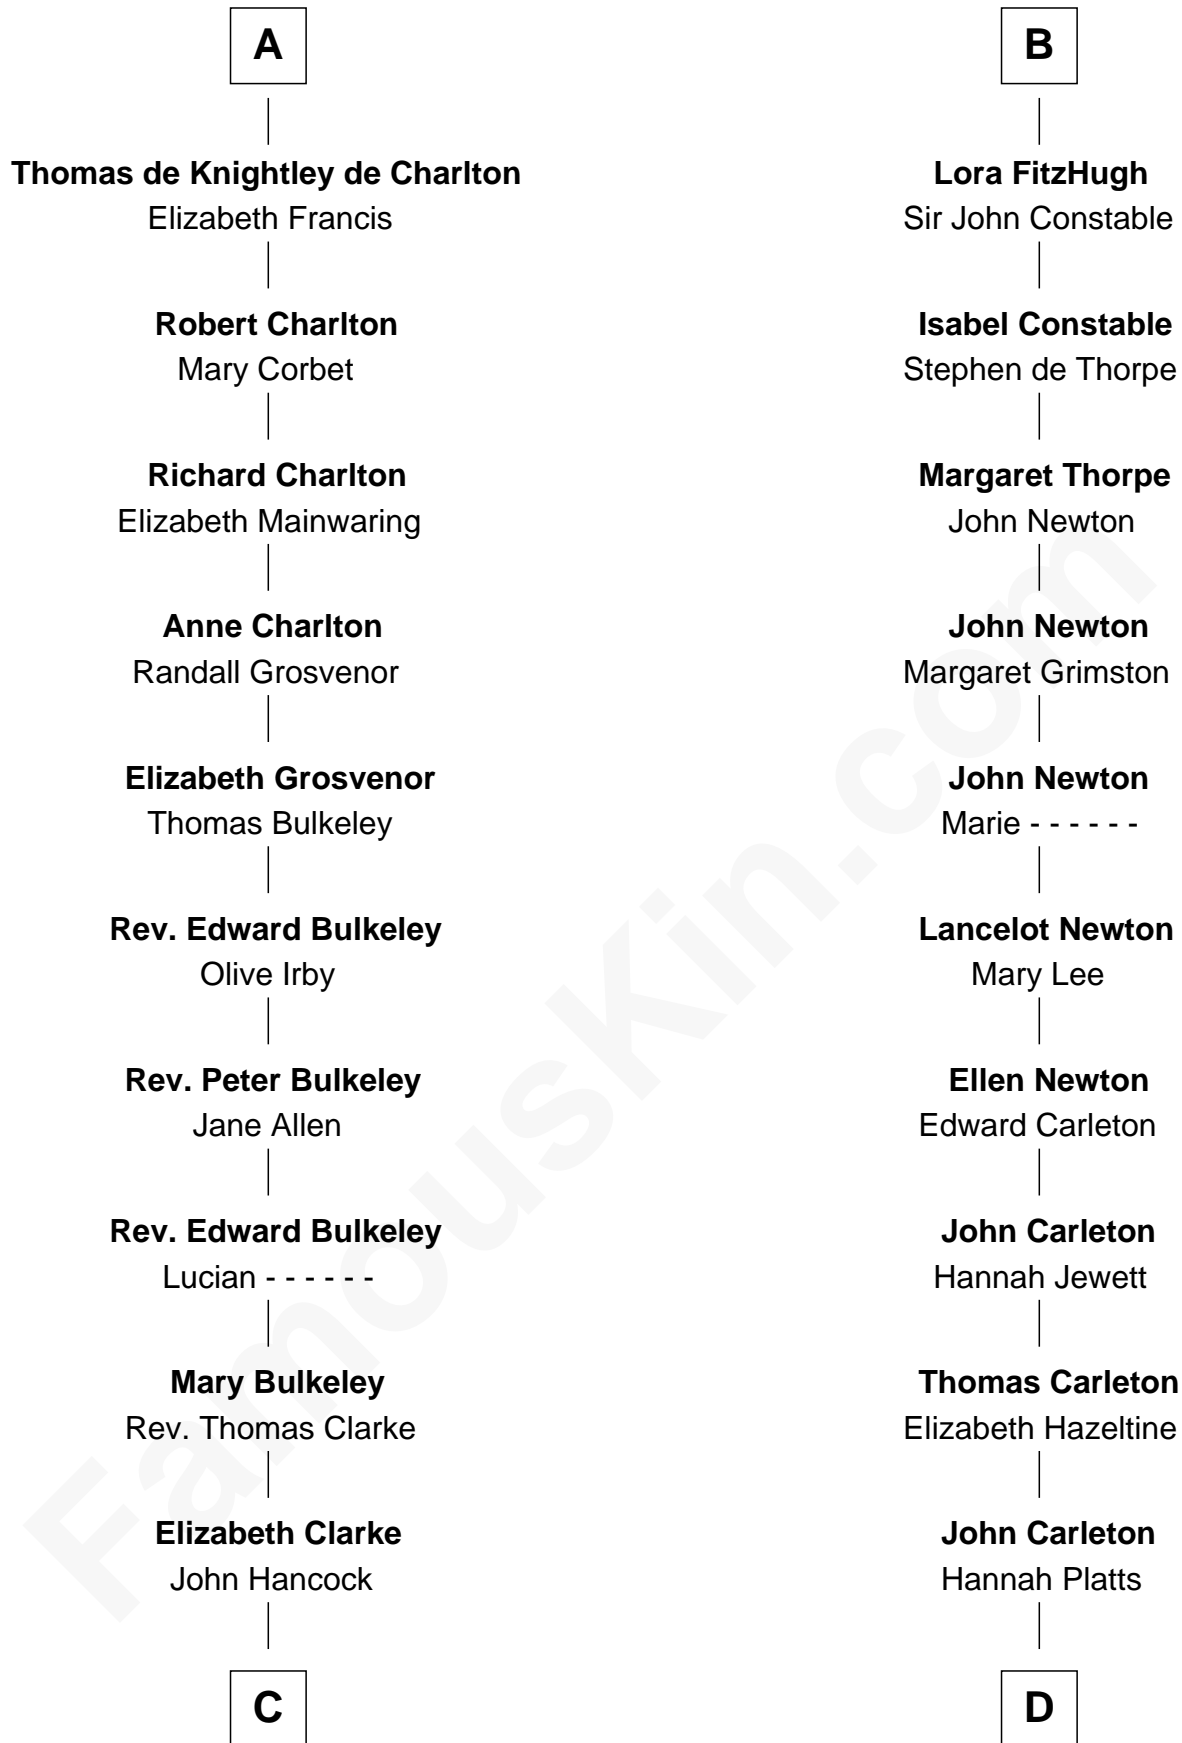 A
Thomas de Knightley de Charlton
Elizabeth Francis
Robert Charlton
Mary Corbet
Richard Charlton
Elizabeth Mainwaring
Anne Charlton
Randall Grosvenor
Elizabeth Grosvenor
Thomas Bulkeley
Rev. Edward Bulkeley
Olive Irby
Rev. Peter Bulkeley
Jane Allen
Rev. Edward Bulkeley
Lucian - - - - - -
Mary Bulkeley
Rev. Thomas Clarke
Elizabeth Clarke
John Hancock
C
B
Lora FitzHugh
Sir John Constable
Isabel Constable
Stephen de Thorpe
Margaret Thorpe
John Newton
John Newton
Margaret Grimston
John Newton
Marie - - - - - -
Lancelot Newton
Mary Lee
Ellen Newton
Edward Carleton
John Carleton
Hannah Jewett
Thomas Carleton
Elizabeth Hazeltine
John Carleton
Hannah Platts
D
FamousKin.com